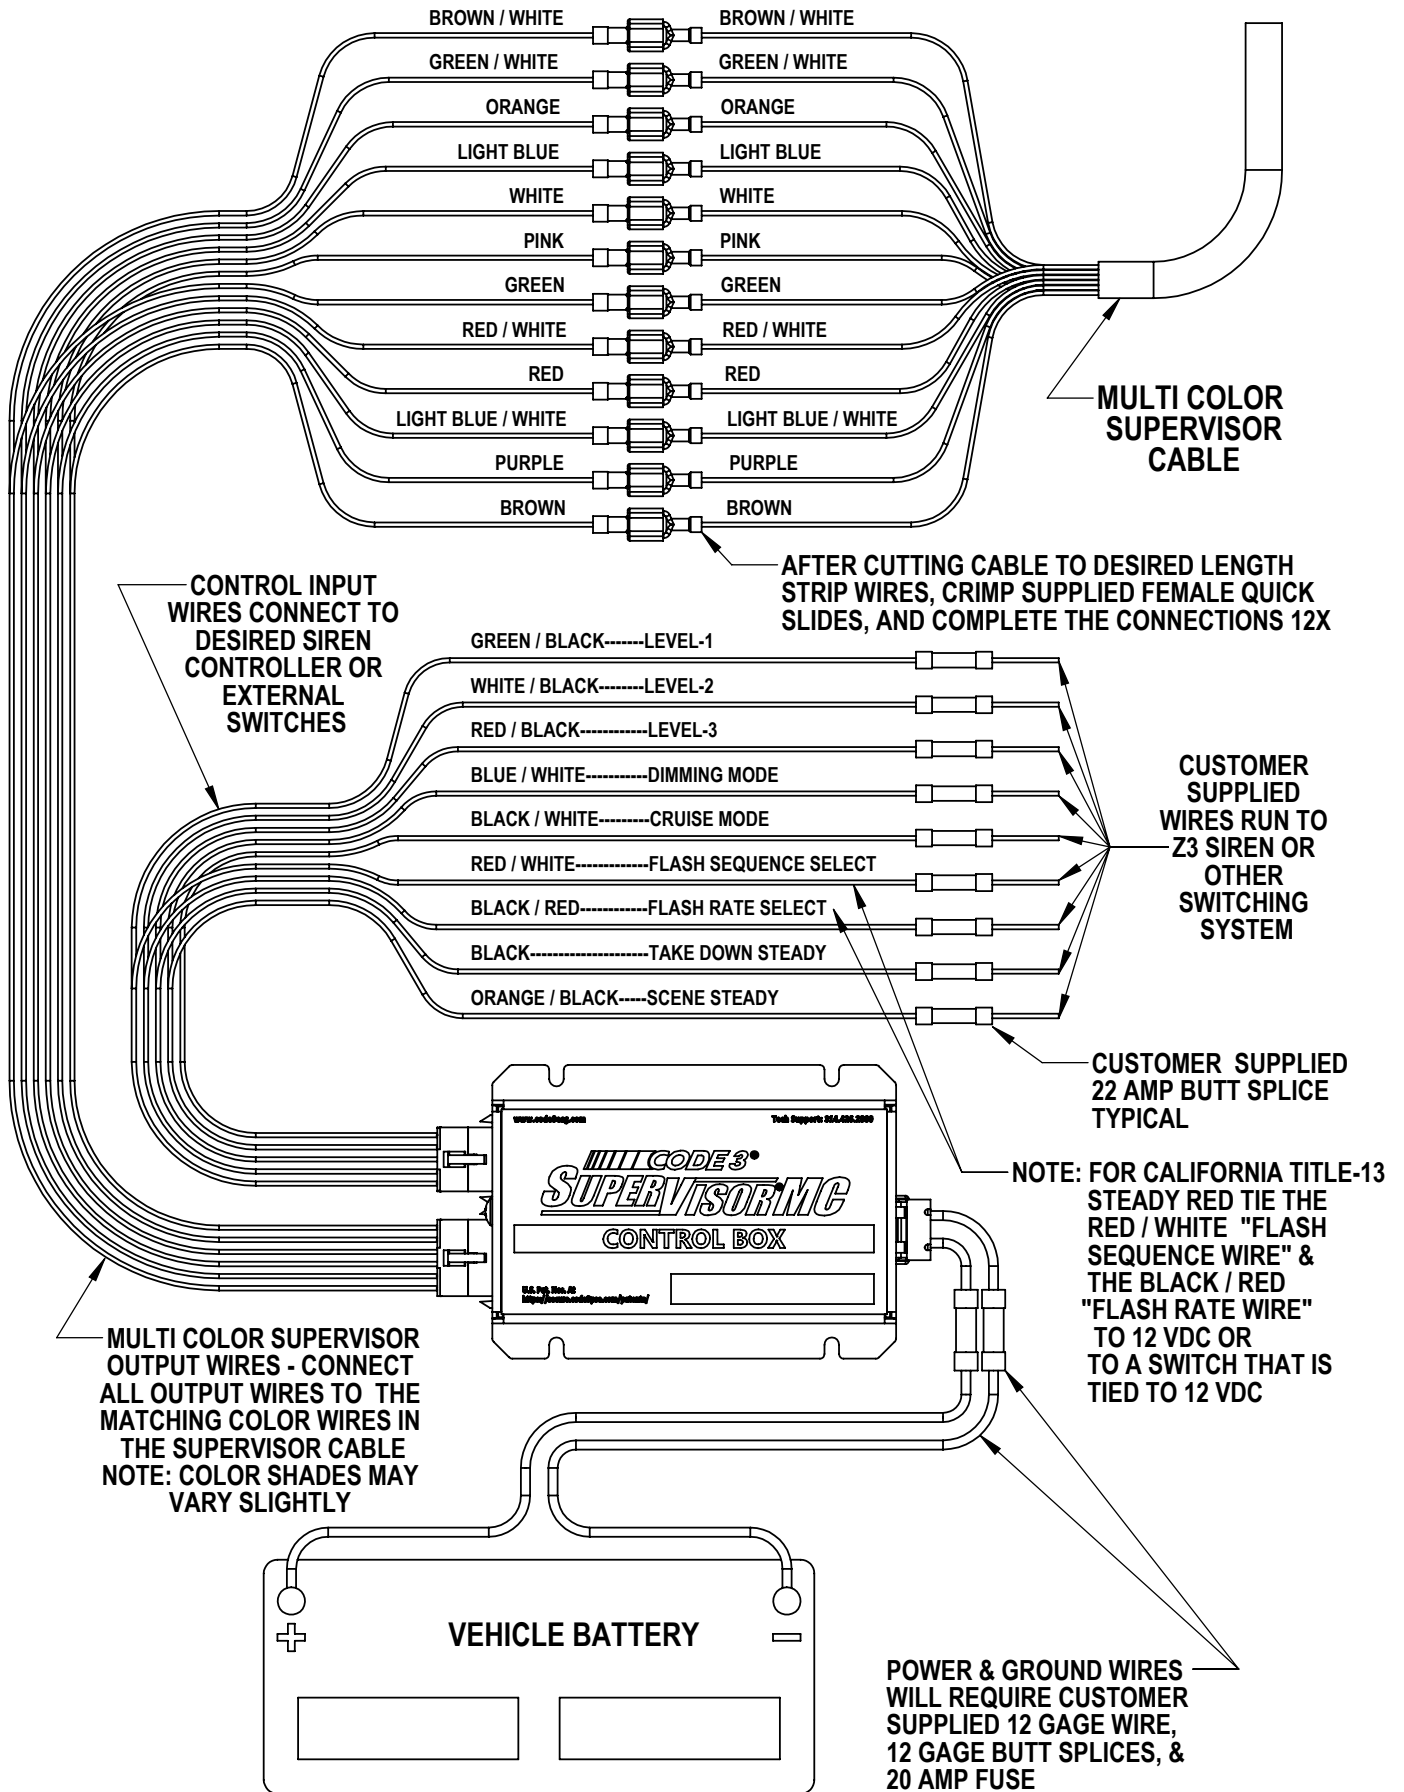 BROWN / WHITE BROWN / WHITE
GREEN / WHITE GREEN / WHITE
ORANGE ORANGE
LIGHT BLUE LIGHT BLUE
WHITE WHITE
PINK PINK
GREEN GREEN
RED / WHITE RED / WHITE
RED RED
LIGHT BLUE / WHITE LIGHT BLUE / WHITE
PURPLE PURPLE
BROWN BROWN
MULTI COLOR
SUPERVISOR
CABLE
AFTER CUTTING CABLE TO DESIRED LENGTH
STRIP WIRES, CRIMP SUPPLIED FEMALE QUICK
SLIDES, AND COMPLETE THE CONNECTIONS 12X
CONTROL INPUT
WIRES CONNECT TO
DESIRED SIREN
CONTROLLER OR
EXTERNAL
SWITCHES
GREEN / BLACK-------LEVEL-1
WHITE / BLACK--------LEVEL-2
RED / BLACK------------LEVEL-3
BLUE / WHITE-----------DIMMING MODE
BLACK / WHITE---------CRUISE MODE
RED / WHITE-------------FLASH SEQUENCE SELECT
BLACK / RED------------FLASH RATE SELECT
BLACK---------------------TAKE DOWN STEADY
ORANGE / BLACK-----SCENE STEADY
CUSTOMER
SUPPLIED
WIRES RUN TO
Z3 SIREN OR
OTHER
SWITCHING
SYSTEM
CUSTOMER SUPPLIED
22 AMP BUTT SPLICE
TYPICAL
NOTE: FOR CALIFORNIA TITLE-13
STEADY RED TIE THE
RED / WHITE "FLASH
SEQUENCE WIRE" &
THE BLACK / RED
"FLASH RATE WIRE"
TO 12 VDC OR
TO A SWITCH THAT IS
TIED TO 12 VDC
www.code3esg.com Tech Support: 314.426.2800
CODE 3®
SUPERVISOR® MC
CONTROL BOX
U.S. Pat. Nos. At
MULTI COLOR SUPERVISOR
OUTPUT WIRES - CONNECT
ALL OUTPUT WIRES TO THE
MATCHING COLOR WIRES IN
THE SUPERVISOR CABLE
NOTE: COLOR SHADES MAY
VARY SLIGHTLY
+ VEHICLE BATTERY −
POWER & GROUND WIRES
WILL REQUIRE CUSTOMER
SUPPLIED 12 GAGE WIRE,
12 GAGE BUTT SPLICES, &
20 AMP FUSE